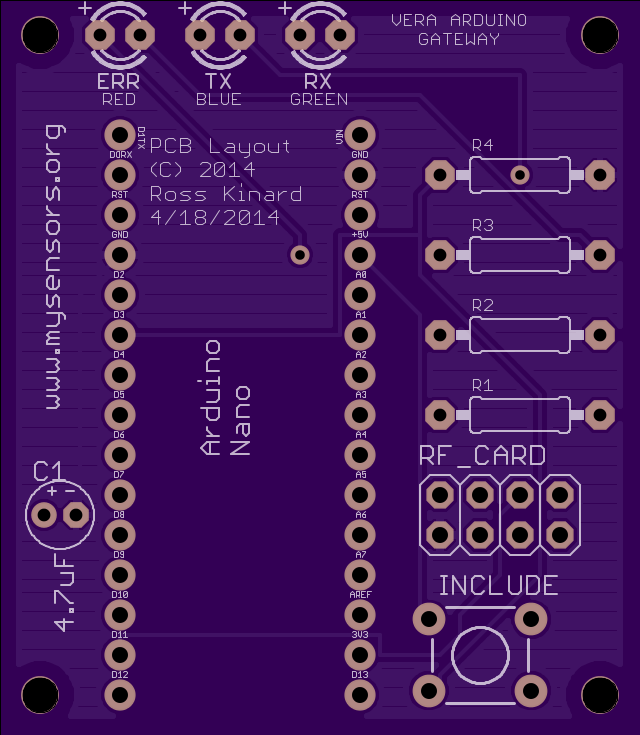 + + +
VERA ARDUINO
GATEWAY
ERR TX RX
RED BLUE GREEN
www.mysensors.org
D1TX
PCB Layout
(C) 2014
Ross Kinard
4/18/2014
VIN
D0RX
RST
GND
D2
D3
D4
D5
D6
D7
D8
D9
D10
D11
D12
GND
RST
+5V
A0
A1
A2
A3
A4
A5
A6
A7
AREF
3V3
D13
Arduino
Nano
R4
R3
R2
R1
RF_CARD
C1
+ -
4.7uF
INCLUDE